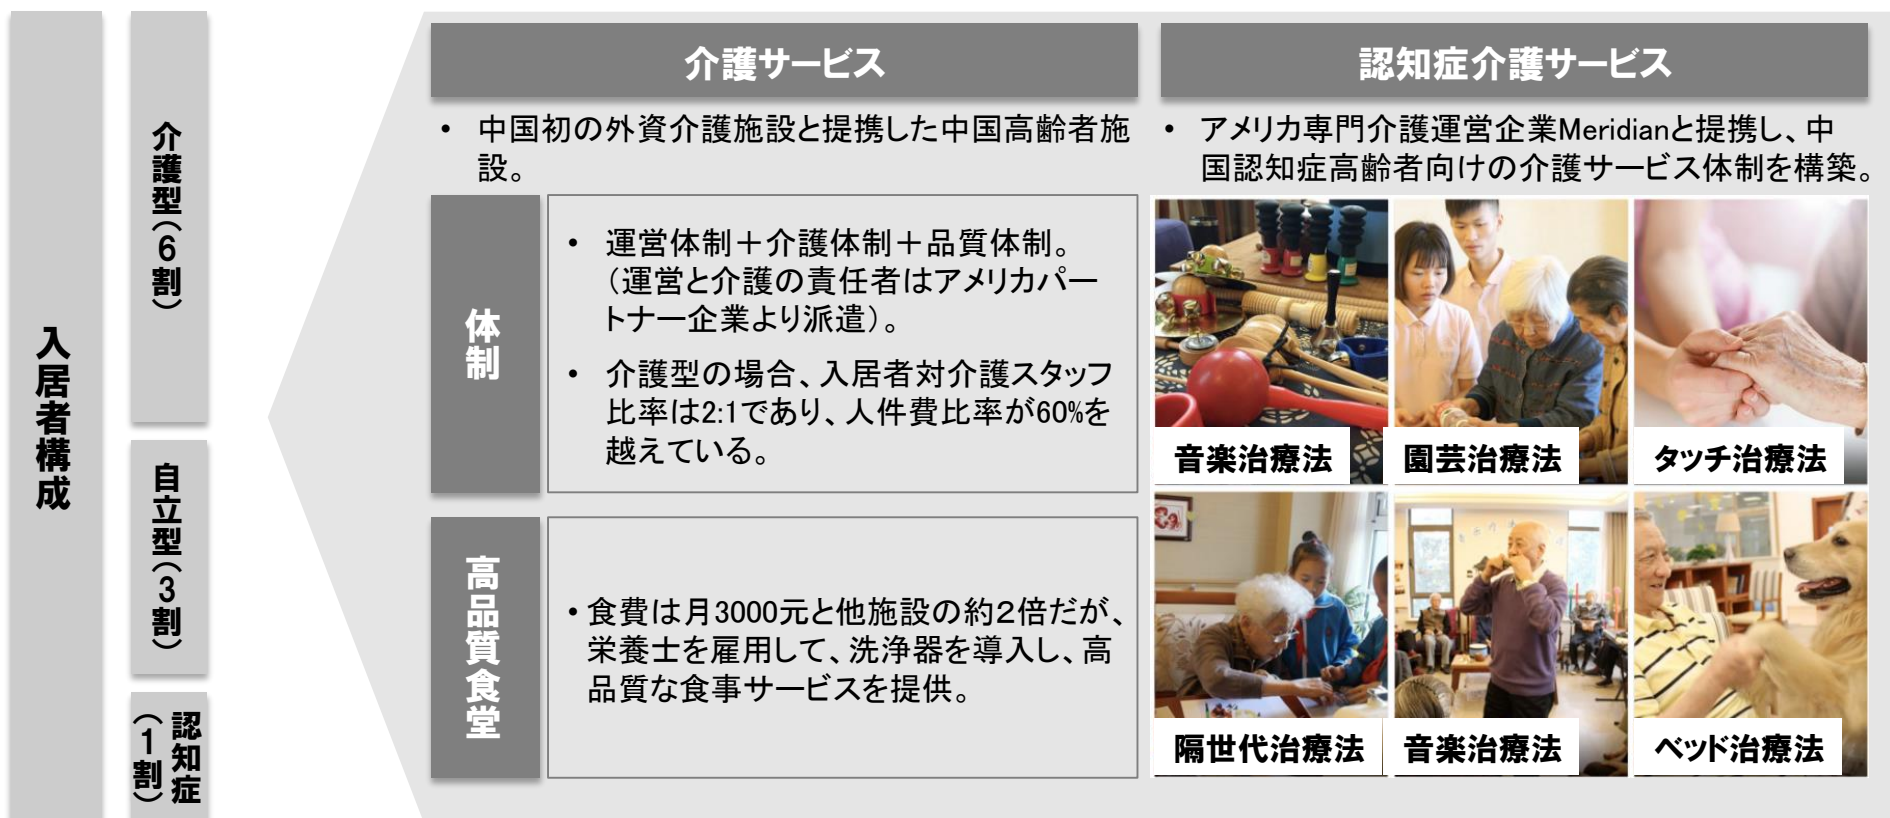 入居者構成
介護型（6割）
自立型（3割）
認知症
（1割）
介護サービス
• 中国初の外資介護施設と提携した中国高齢者施
設。
体制
• 運営体制＋介護体制＋品質体制。
（運営と介護の責任者はアメリカパー
トナー企業より派遣）。
• 介護型の場合、入居者対介護スタッフ
比率は2:1であり、人件費比率が60%を
越えている。
高品質食堂
• 食費は月3000元と他施設の約２倍だが、
栄養士を雇用して、洗浄器を導入し、高
品質な食事サービスを提供。
認知症介護サービス
• アメリカ専門介護運営企業Meridianと提携し、中
国認知症高齢者向けの介護サービス体制を構築。
音楽治療法
園芸治療法
タッチ治療法
隔世代治療法
音楽治療法
ベッド治療法